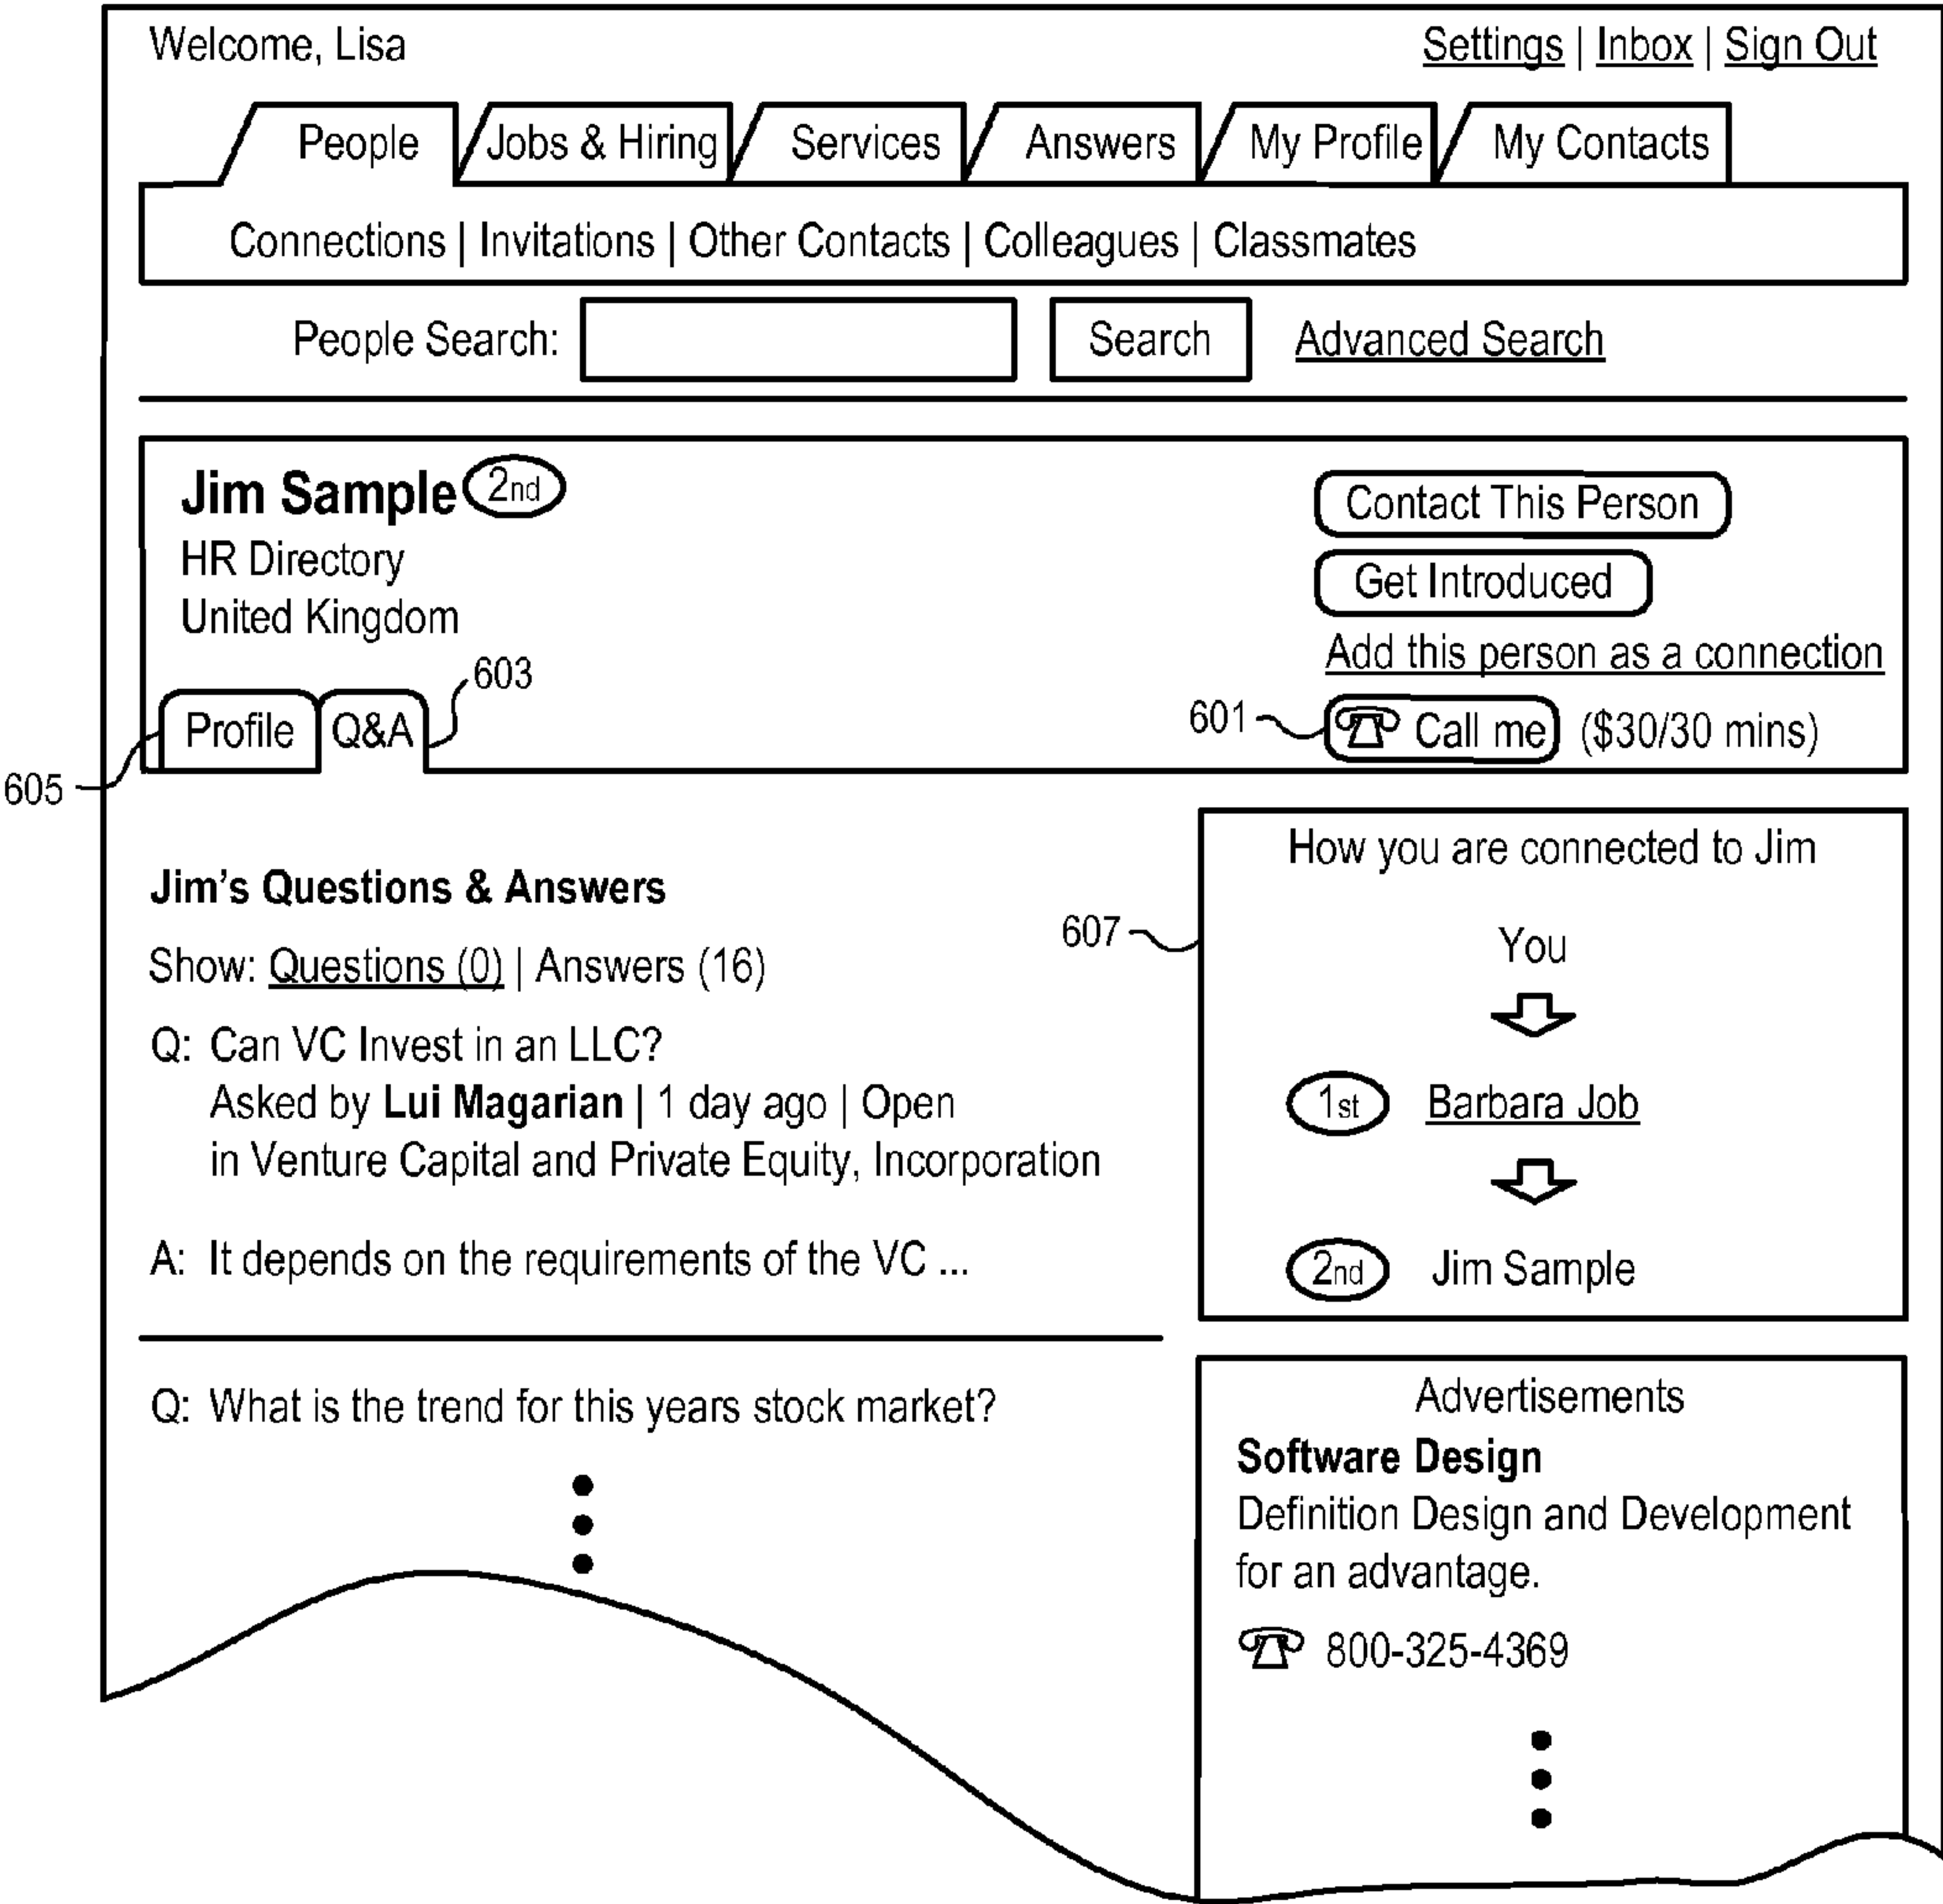 Welcome, Lisa
Settings | Inbox | Sign Out
People
Jobs & Hiring
Services
Answers
My Profile
My Contacts
Connections | Invitations | Other Contacts | Colleagues | Classmates
People Search:
Search
Advanced Search
Jim Sample 2nd
HR Directory
United Kingdom
Contact This Person
Get Introduced
Add this person as a connection
601
Call me ($30/30 mins)
603
Profile
Q&A
605
Jim's Questions & Answers
Show: Questions (0) | Answers (16)
Q: Can VC Invest in an LLC?
Asked by Lui Magarian | 1 day ago | Open
in Venture Capital and Private Equity, Incorporation
A: It depends on the requirements of the VC ...
Q: What is the trend for this years stock market?
607
How you are connected to Jim
You
1st Barbara Job
2nd Jim Sample
Advertisements
Software Design
Definition Design and Development
for an advantage.
800-325-4369